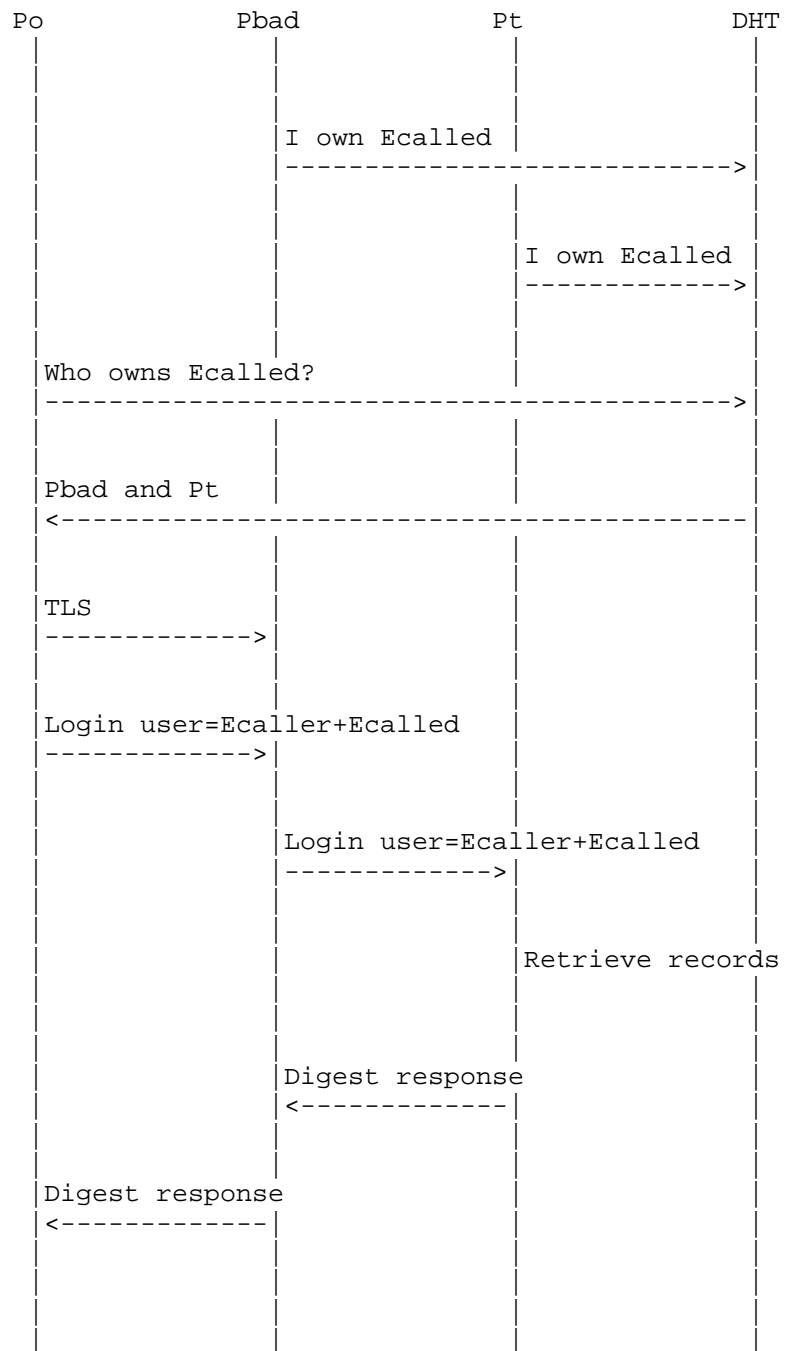 Po Pbad Pt DHT
I own Ecalled
I own Ecalled
Who owns Ecalled?
Pbad and Pt
TLS
Login user=Ecaller+Ecalled
Login user=Ecaller+Ecalled
Retrieve records
Digest response
Digest response